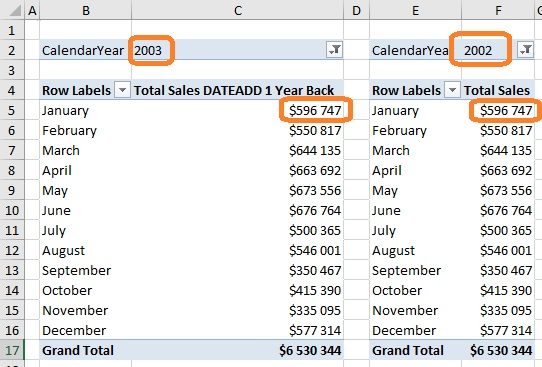 A B C D E F G
1
2 CalendarYear 2003 CalendarYea 2002
3
4 Row Labels Total Sales DATEADD 1 Year Back Row Labels Total Sales
5 January $596 747 January $596 747
6 February $550 817 February $550 817
7 March $644 135 March $644 135
8 April $663 692 April $663 692
9 May $673 556 May $673 556
10 June $676 764 June $676 764
11 July $500 365 July $500 365
12 August $546 001 August $546 001
13 September $350 467 September $350 467
14 October $415 390 October $415 390
15 November $335 095 November $335 095
16 December $577 314 December $577 314
17 Grand Total $6 530 344 Grand Total $6 530 344